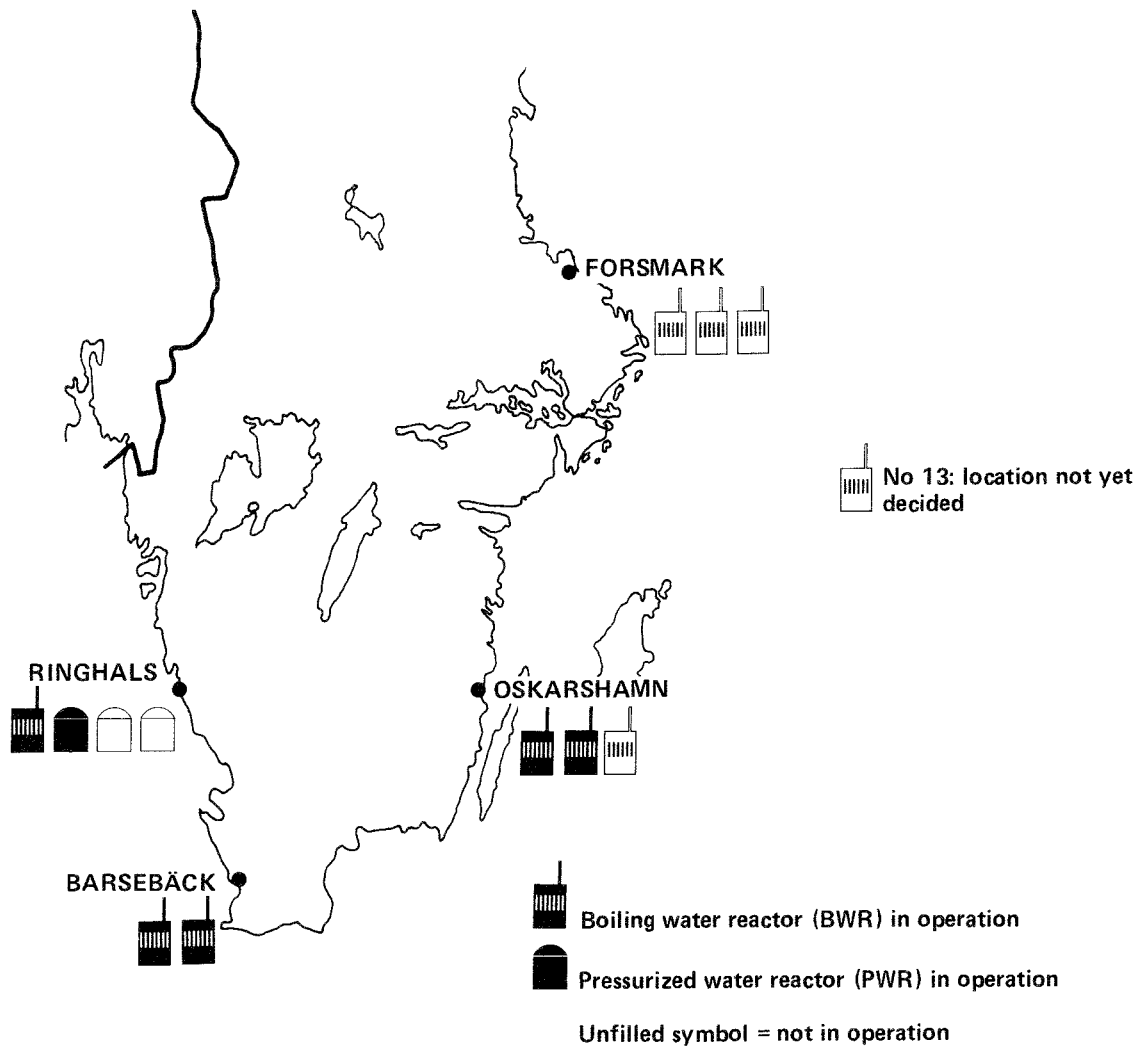 FORSMARK
No 13: location not yet
decided
RINGHALS
OSKARSHAMN
BARSEBÄCK
Boiling water reactor (BWR) in operation
Pressurized water reactor (PWR) in operation
Unfilled symbol = not in operation